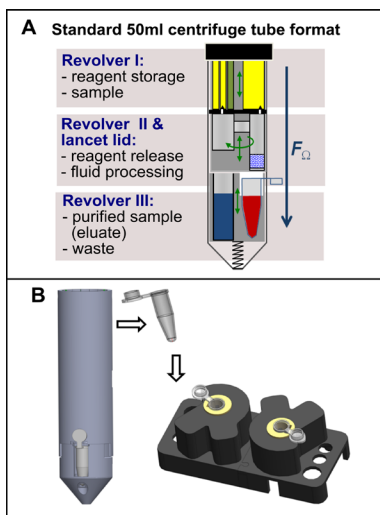 A Standard 50ml centrifuge tube format
Revolver I:
- reagent storage
- sample
Revolver II &
lancet lid:
- reagent release
- fluid processing
Revolver III:
- purified sample
(eluate)
- waste
FΩ
B